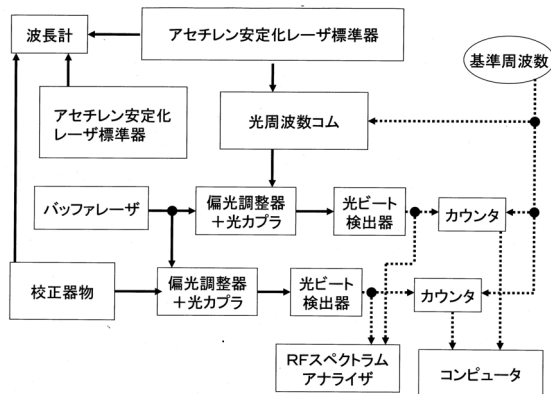 波長計
アセチレン安定化レーザ標準器
基準周波数
アセチレン安定化
レーザ標準器
光周波数コム
バッファレーザ
偏光調整器
＋光カプラ
光ビート
検出器
カウンタ
校正器物
偏光調整器
＋光カプラ
光ビート
検出器
カウンタ
RFスペクトラム
アナライザ
コンピュータ